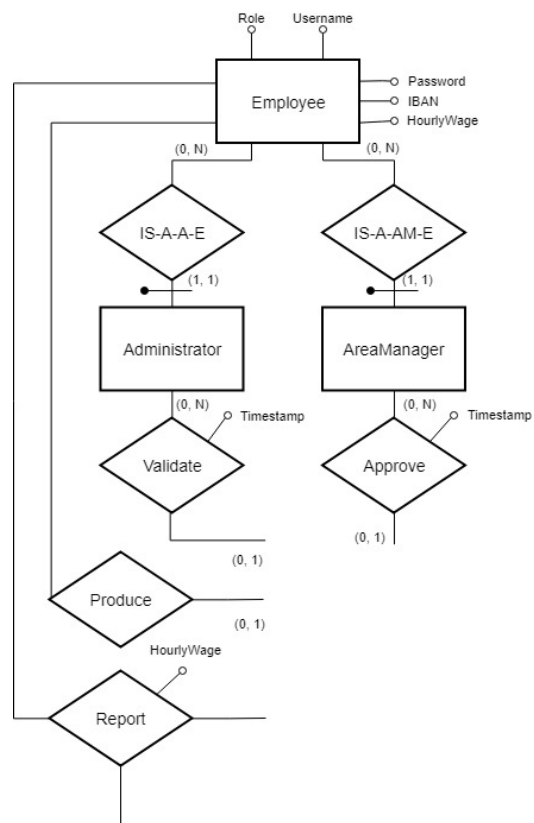 Role
Username
Employee
Password
IBAN
HourlyWage
(0, N)
(0, N)
IS-A-A-E
IS-A-AM-E
(1, 1)
(1, 1)
Administrator
AreaManager
(0, N)
(0, N)
Timestamp
Timestamp
Validate
Approve
(0, 1)
(0, 1)
Produce
(0, 1)
HourlyWage
Report